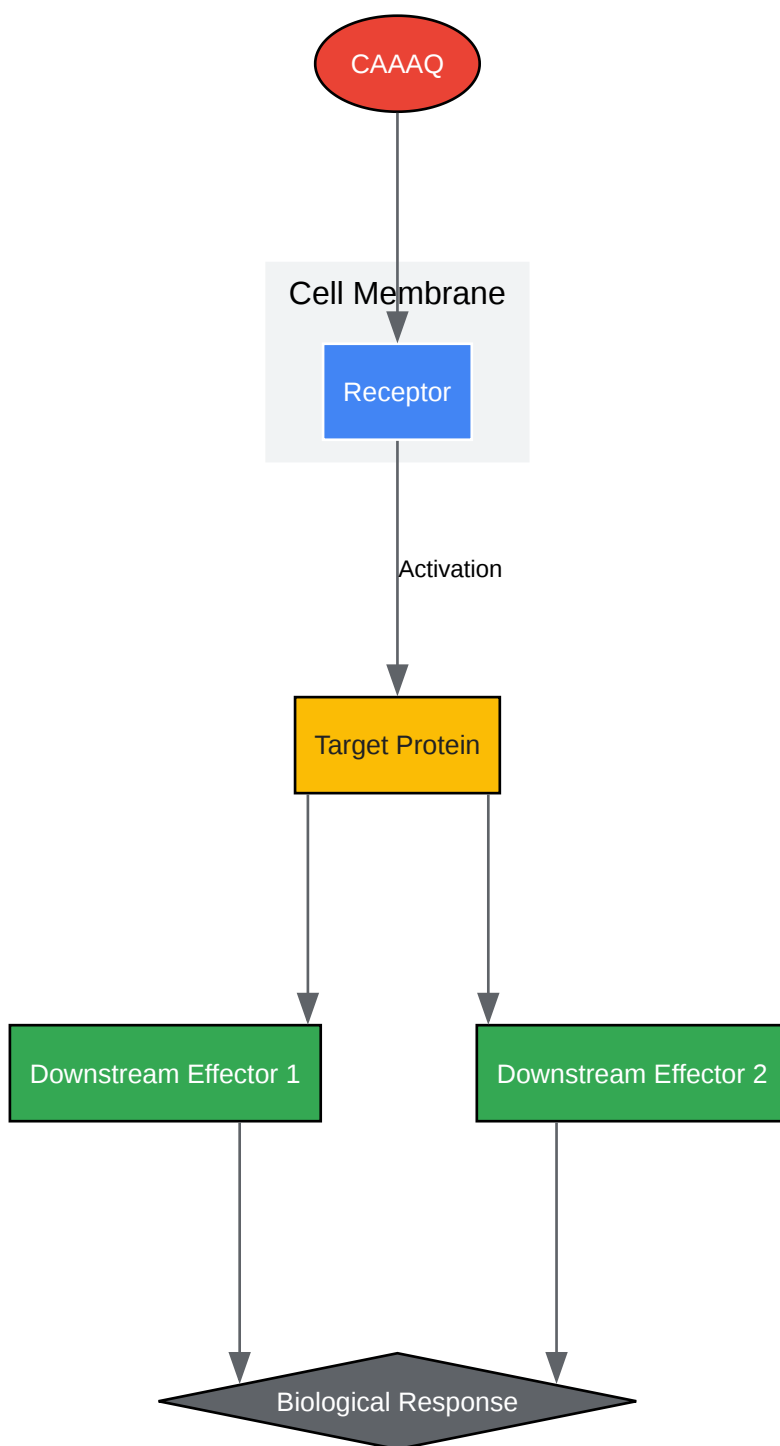 CAAAQ
Cell Membrane
Receptor
Activation
Target Protein
Downstream Effector 1
Downstream Effector 2
Biological Response